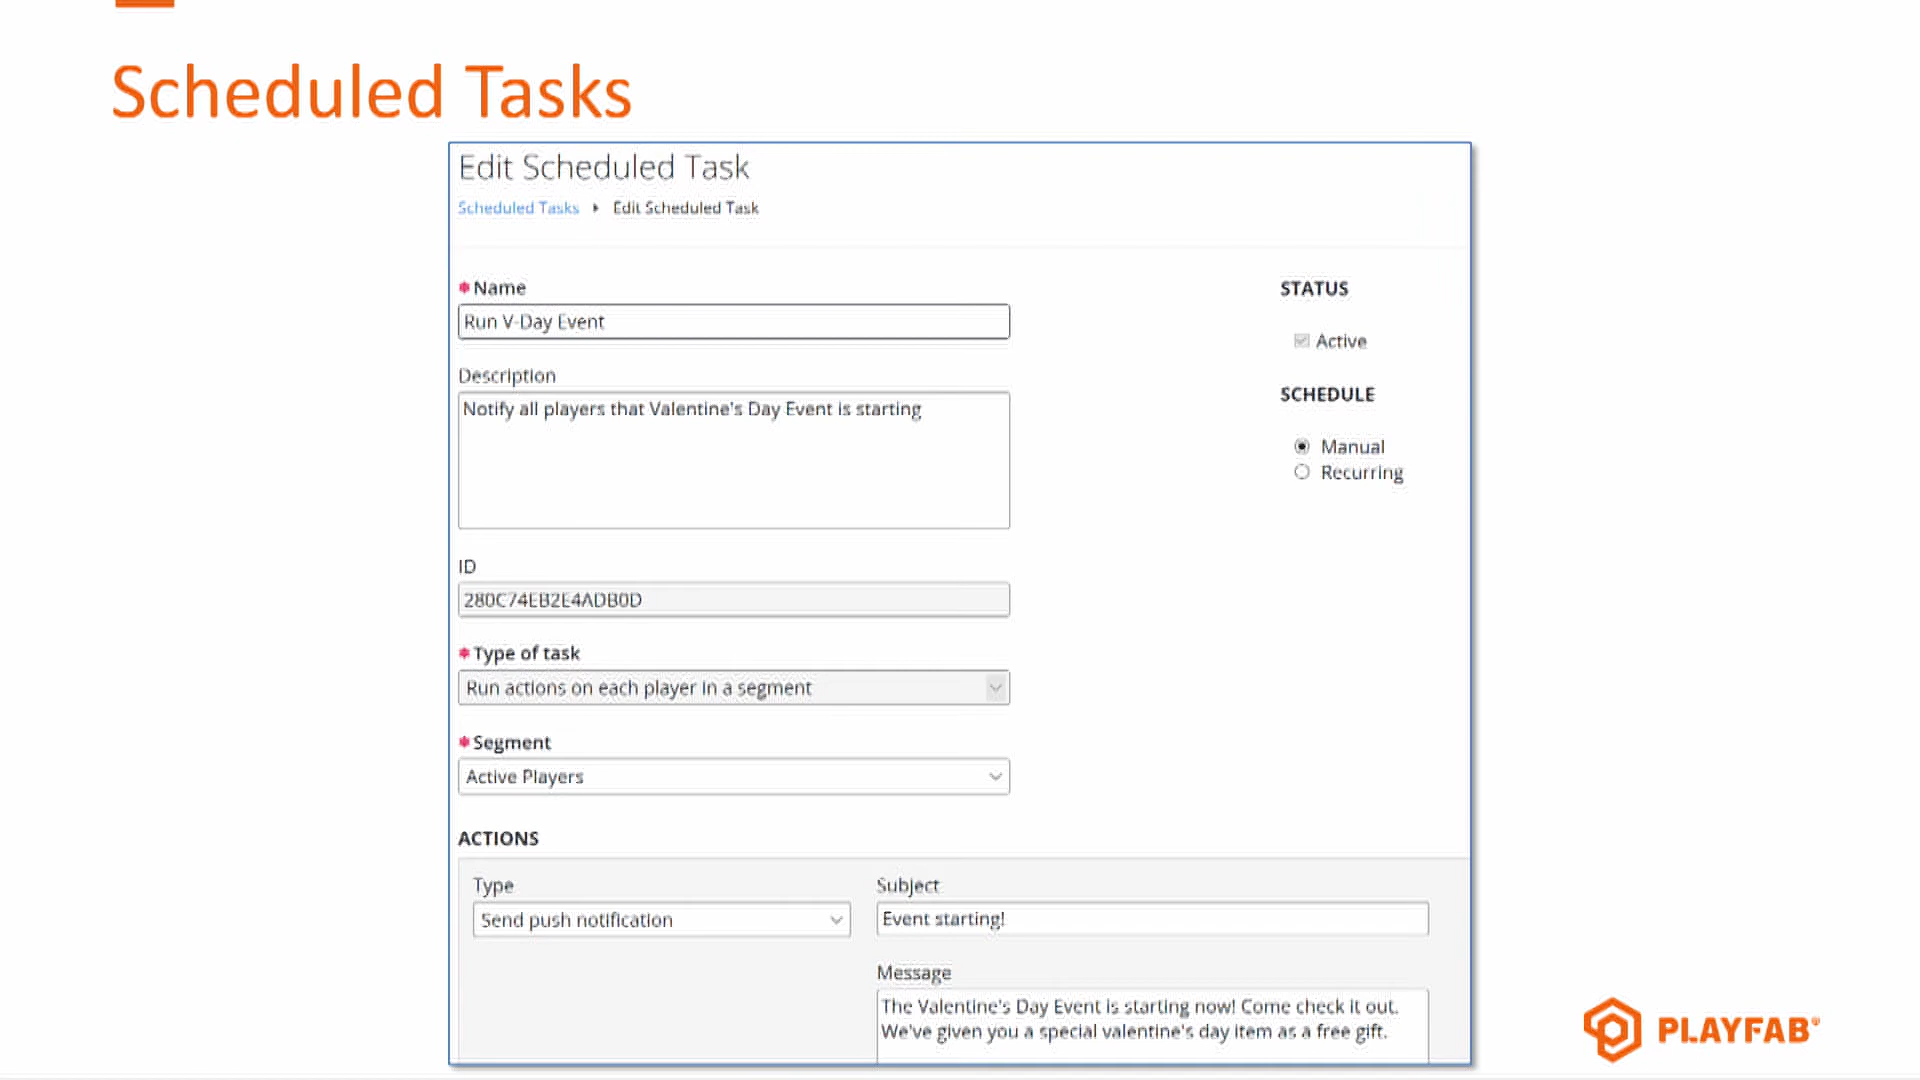 Scheduled Tasks
Edit Scheduled Task
Scheduled Tasks Edit Scheduled Task
* Name
Run V-Day Event
STATUS
Active
Description
Notify all players that Valentine's Day Event is starting
SCHEDULE
Manual
Recurring
ID
280C74EB2E4ADB0D
* Type of task
Run actions on each player in a segment
* Segment
Active Players
ACTIONS
Type
Send push notification
Subject
Event starting!
Message
The Valentine's Day Event is starting now! Come check it out.
We've given you a special valentine's day item as a free gift.
PLAYFAB